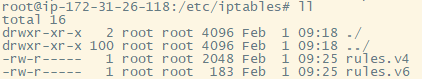 root@ip-172-31-26-118:/etc/iptables# ll
total 16
drwxr-xr-x   2 root root 4096 Feb  1 09:18 ./
drwxr-xr-x 100 root root 4096 Feb  1 09:18 ../
-rw-r-----   1 root root 2048 Feb  1 09:25 rules.v4
-rw-r-----   1 root root  183 Feb  1 09:25 rules.v6